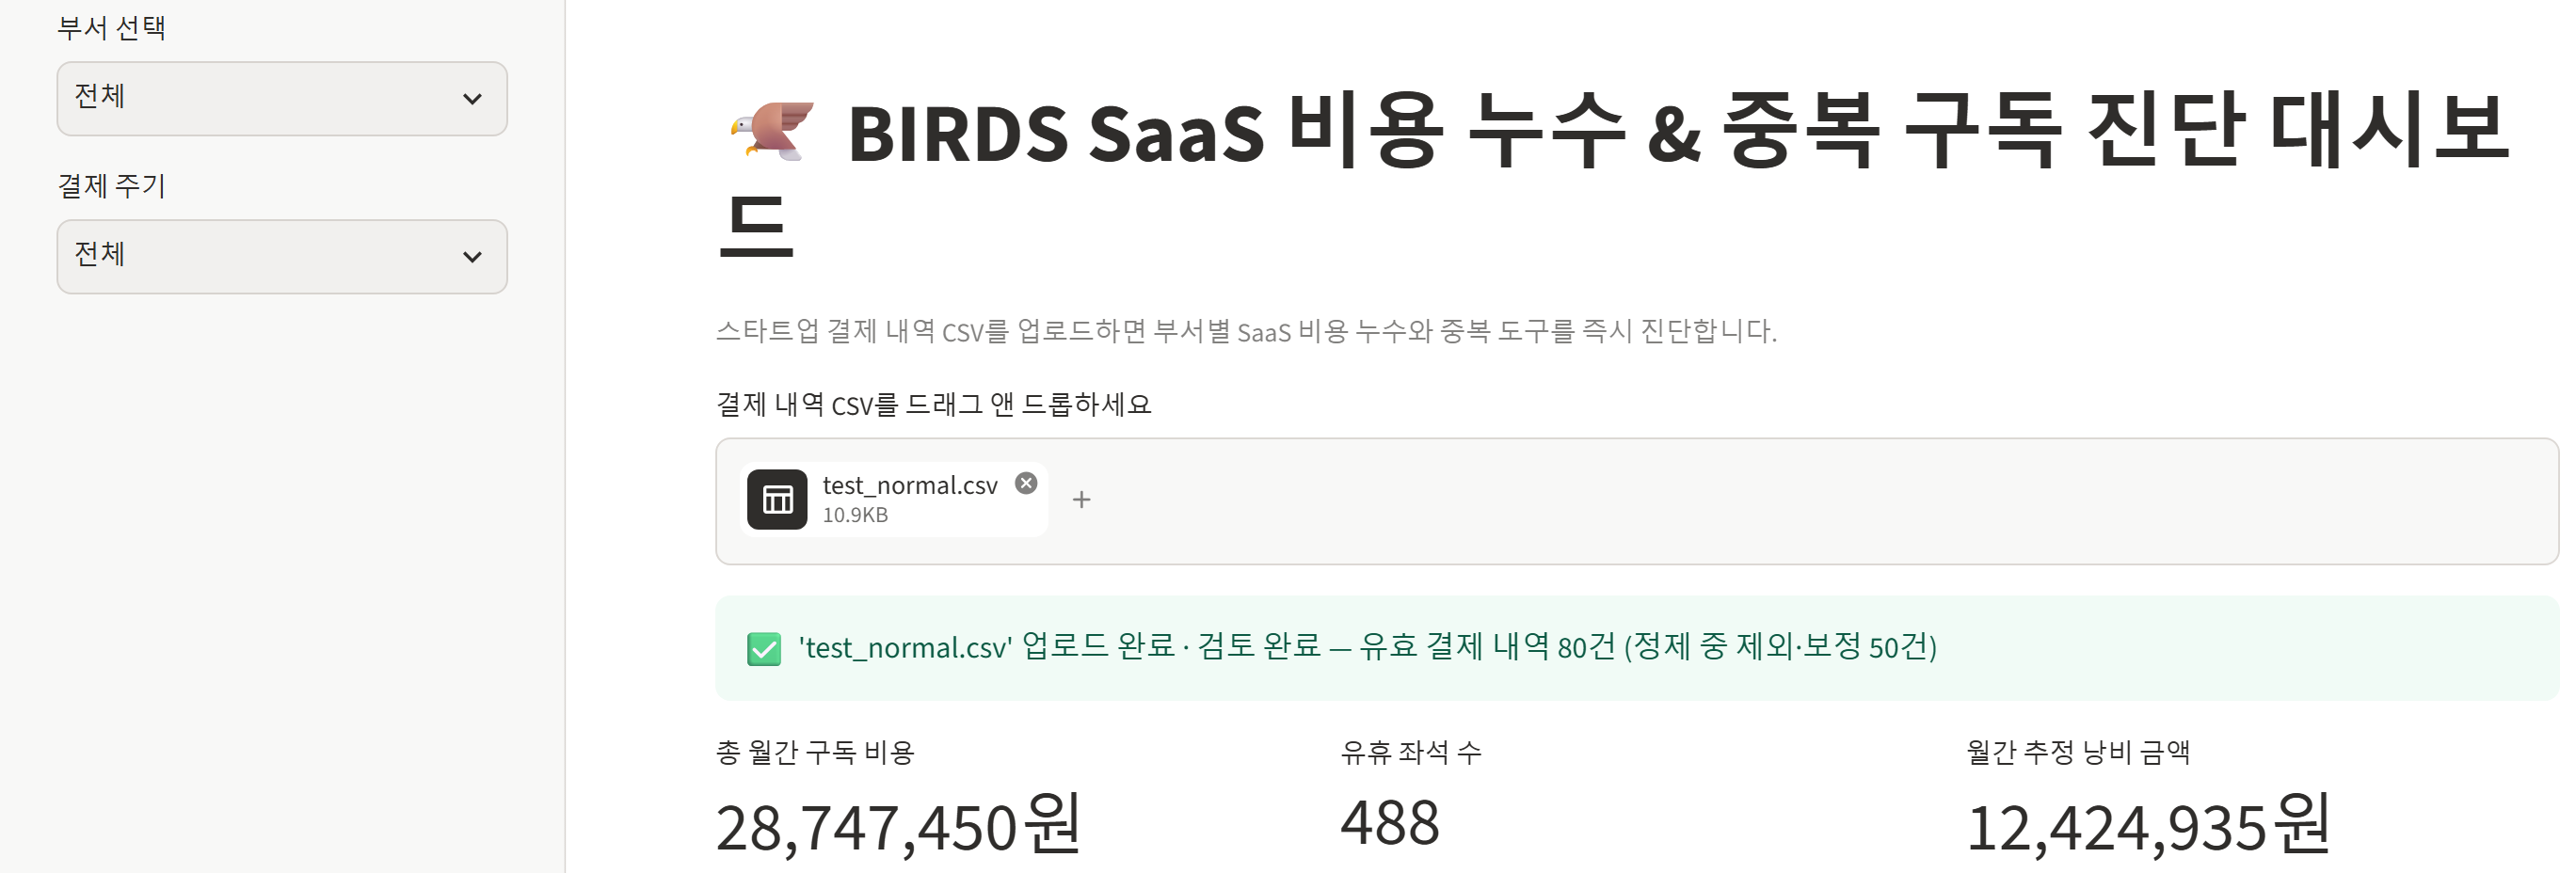 부서 선택
전체
결제 주기
전체
BIRDS SaaS 비용 누수 & 중복 구독 진단 대시보
드
스타트업 결제 내역 CSV를 업로드하면 부서별 SaaS 비용 누수와 중복 도구를 즉시 진단합니다.
결제 내역 CSV를 드래그 앤 드롭하세요
test_normal.csv
10.9KB
'test_normal.csv' 업로드 완료 · 검토 완료 — 유효 결제 내역 80건 (정제 중 제외·보정 50건)
총 월간 구독 비용
28,747,450원
유휴 좌석 수
488
월간 추정 낭비 금액
12,424,935원